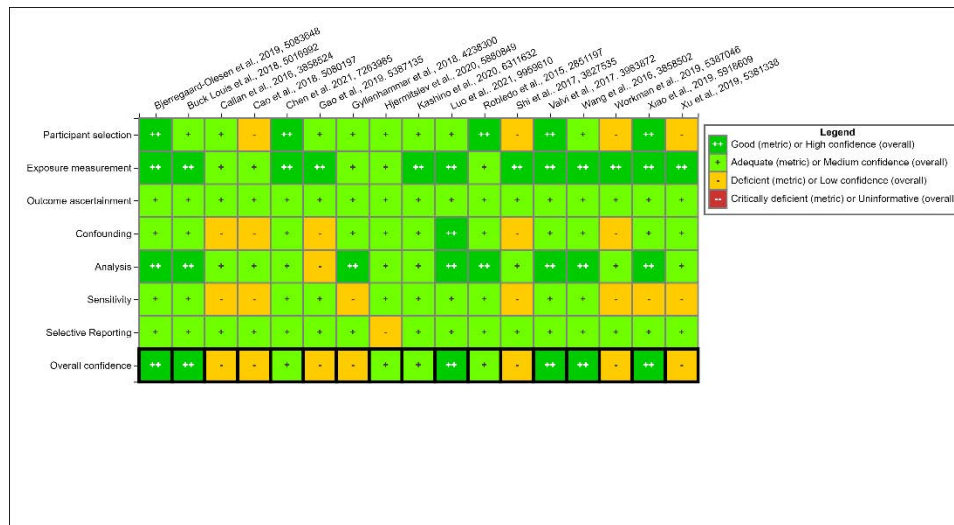 Bjerregaard-Olesen et al., 2019, 5083648
Buck Louis et al., 2018, 5016992
Callan et al., 2016, 3858524
Cao et al., 2018, 5080197
Chen et al. 2021, 7263985
Gao et al., 2019, 5387135
Gyllenhammar et al., 2018, 4238300
Hjermitslev et al., 2020, 5880849
Kashino et al., 2020, 6311632
Luo et al., 2021, 9959610
Robledo et al., 2015, 2851197
Shi et al., 2017, 3827535
Valvi et al., 2017, 3983872
Wang et al., 2016, 3858502
Workman et al., 2019, 5387046
Xiao et al., 2019, 5918609
Xu et al., 2019, 5381338
Participant selection ++ + + - ++ + + + + + ++ - ++ + - ++ -
Exposure measurement ++ ++ + + ++ ++ + + ++ ++ + ++ ++ ++ ++ ++ ++
Outcome ascertainment + + + + + + + + + + + + + + + + +
Confounding + + - - + - + + + ++ + - + + - + +
Analysis ++ ++ + + + - ++ + + ++ ++ + ++ ++ + ++ +
Sensitivity + + - - + + - + + + + - + + - - -
Selective Reporting + + + + + + + - + + + + + + + + +
Overall confidence ++ ++ - - + - - + + ++ + - ++ ++ - ++ -
Legend
++ Good (metric) or High confidence (overall)
+ Adequate (metric) or Medium confidence (overall)
- Deficient (metric) or Low confidence (overall)
-- Critically deficient (metric) or Uninformative (overall